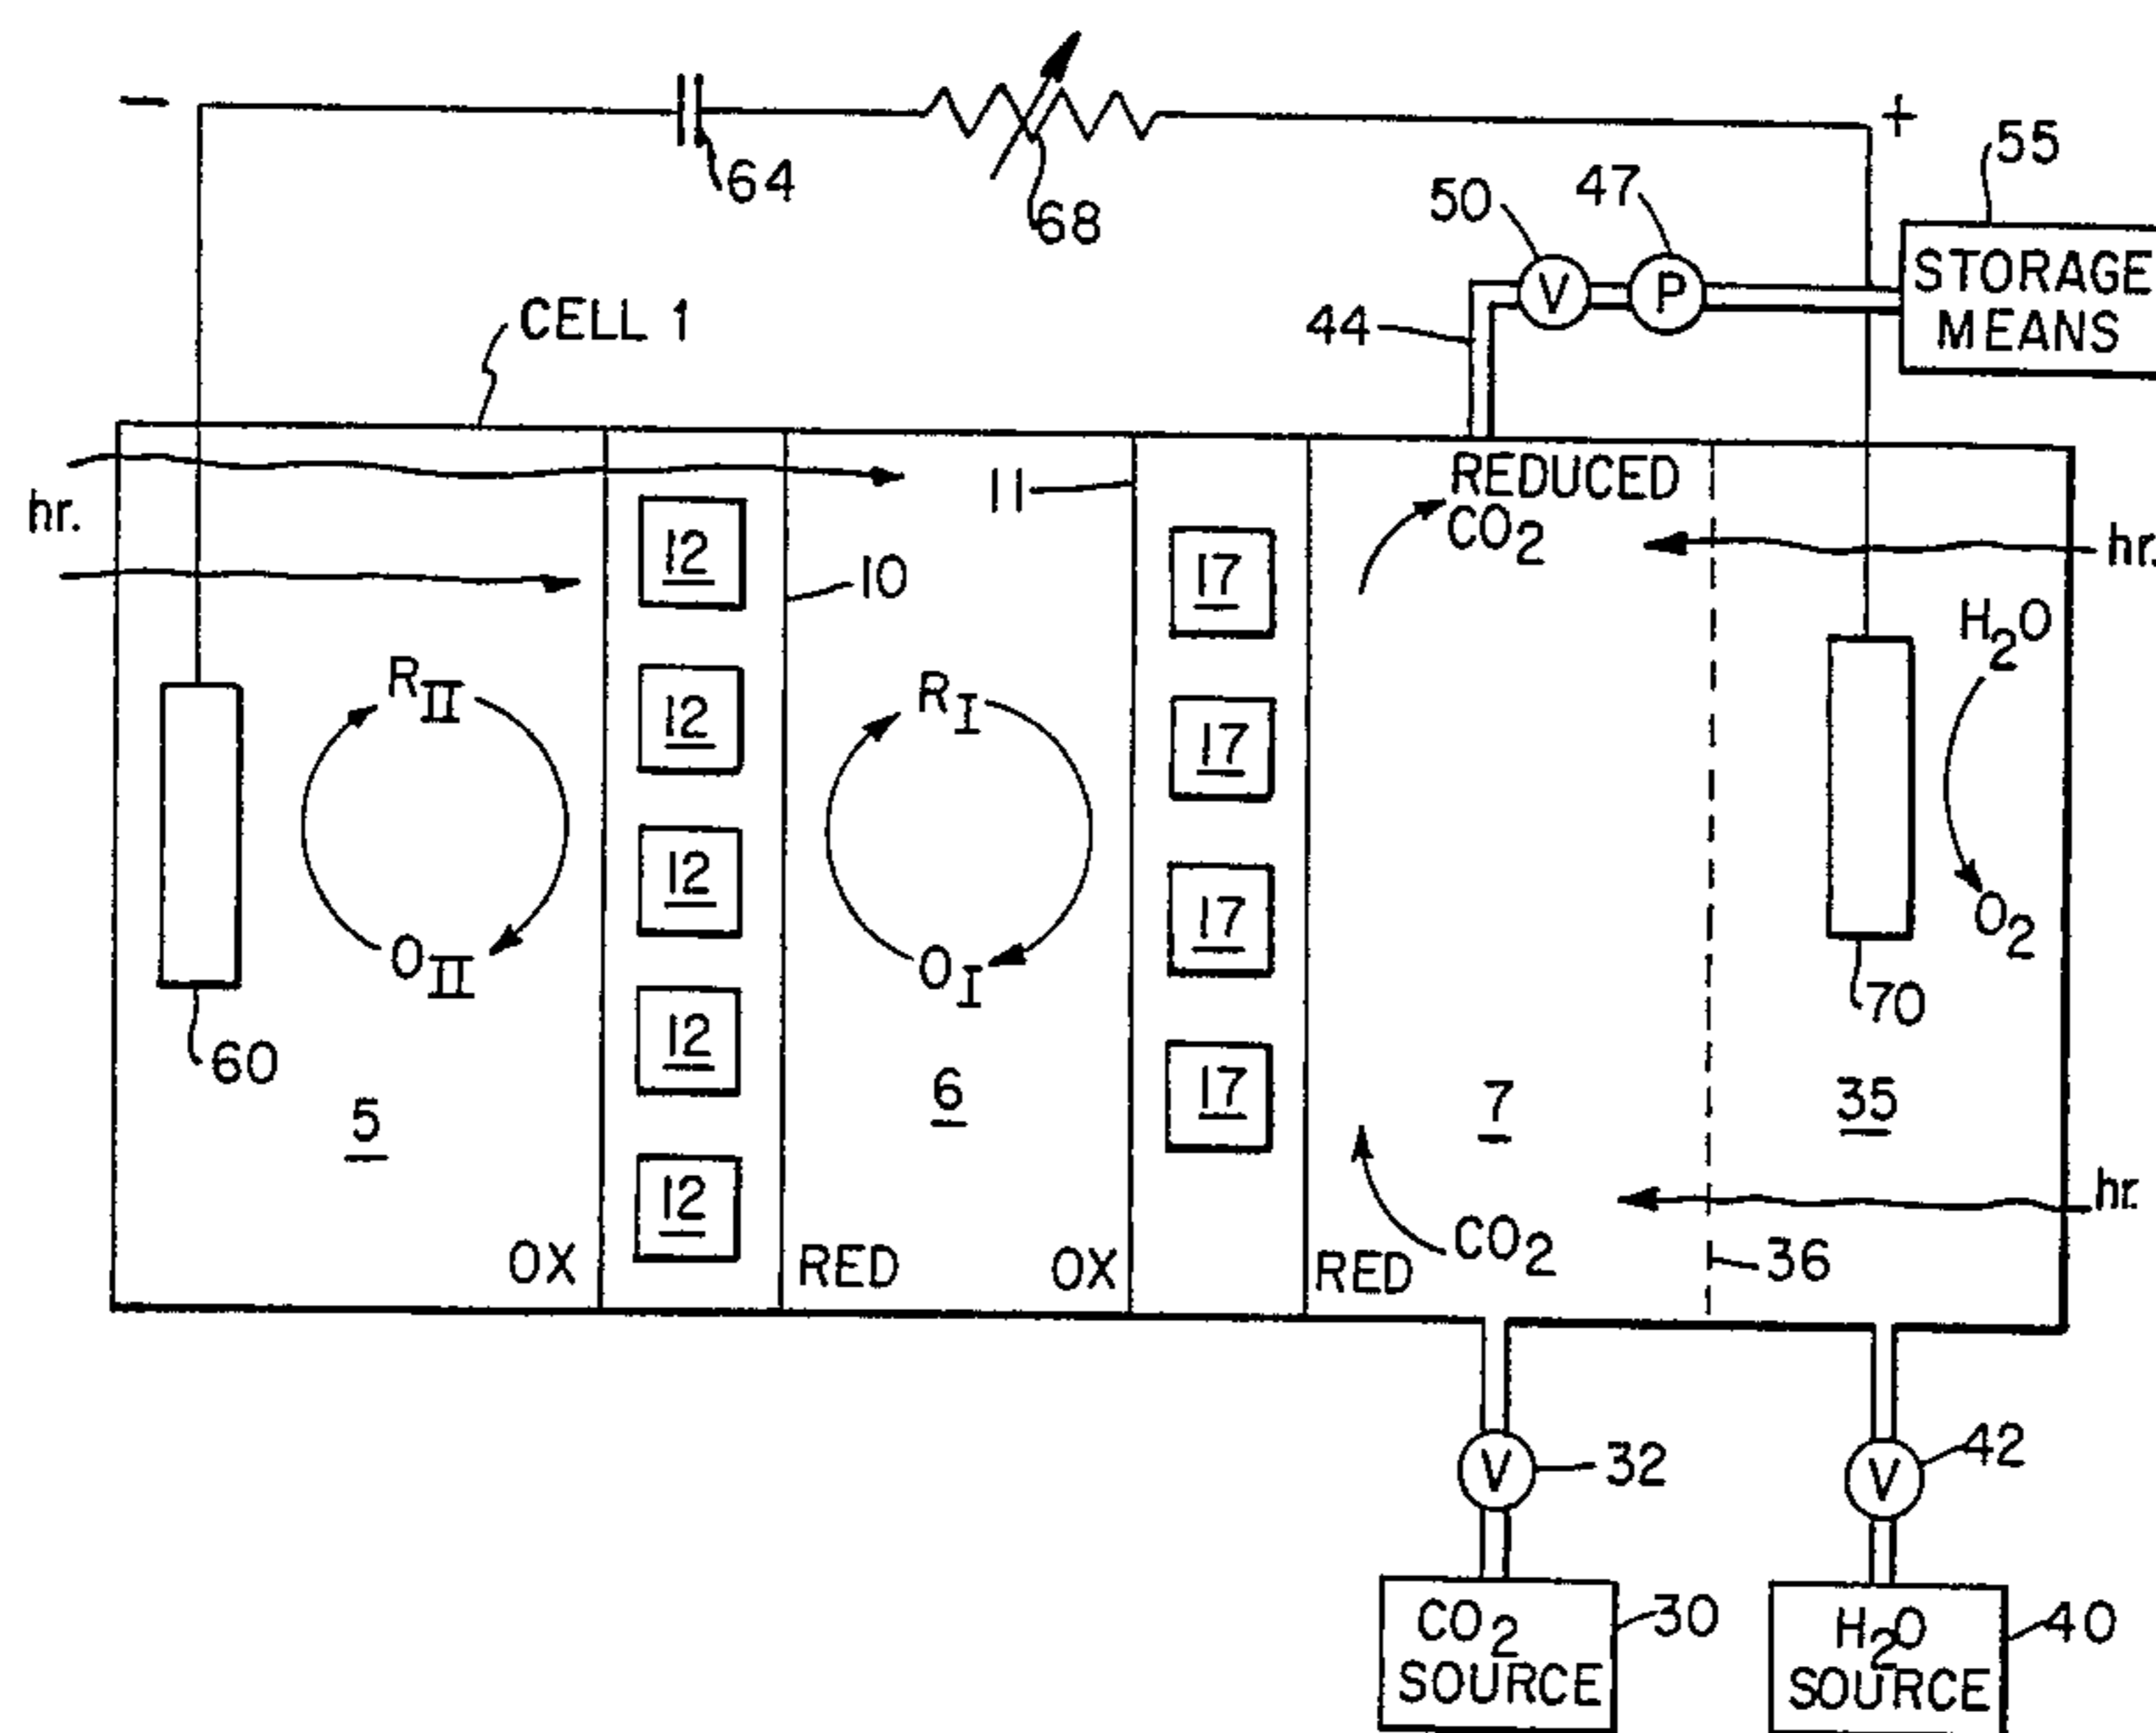 −
+
64
68
55
50
47
STORAGE
MEANS
CELL 1
44
hr.
11
REDUCED
CO2
hr.
12
10
17
H2O
RII
12
RI
17
12
17
OII
OI
O2
70
60
12
6
17
7
35
5
12
OX
RED
OX
RED
CO2
hr.
36
V
P
V
32
V
42
CO2
SOURCE
30
H2O
SOURCE
40